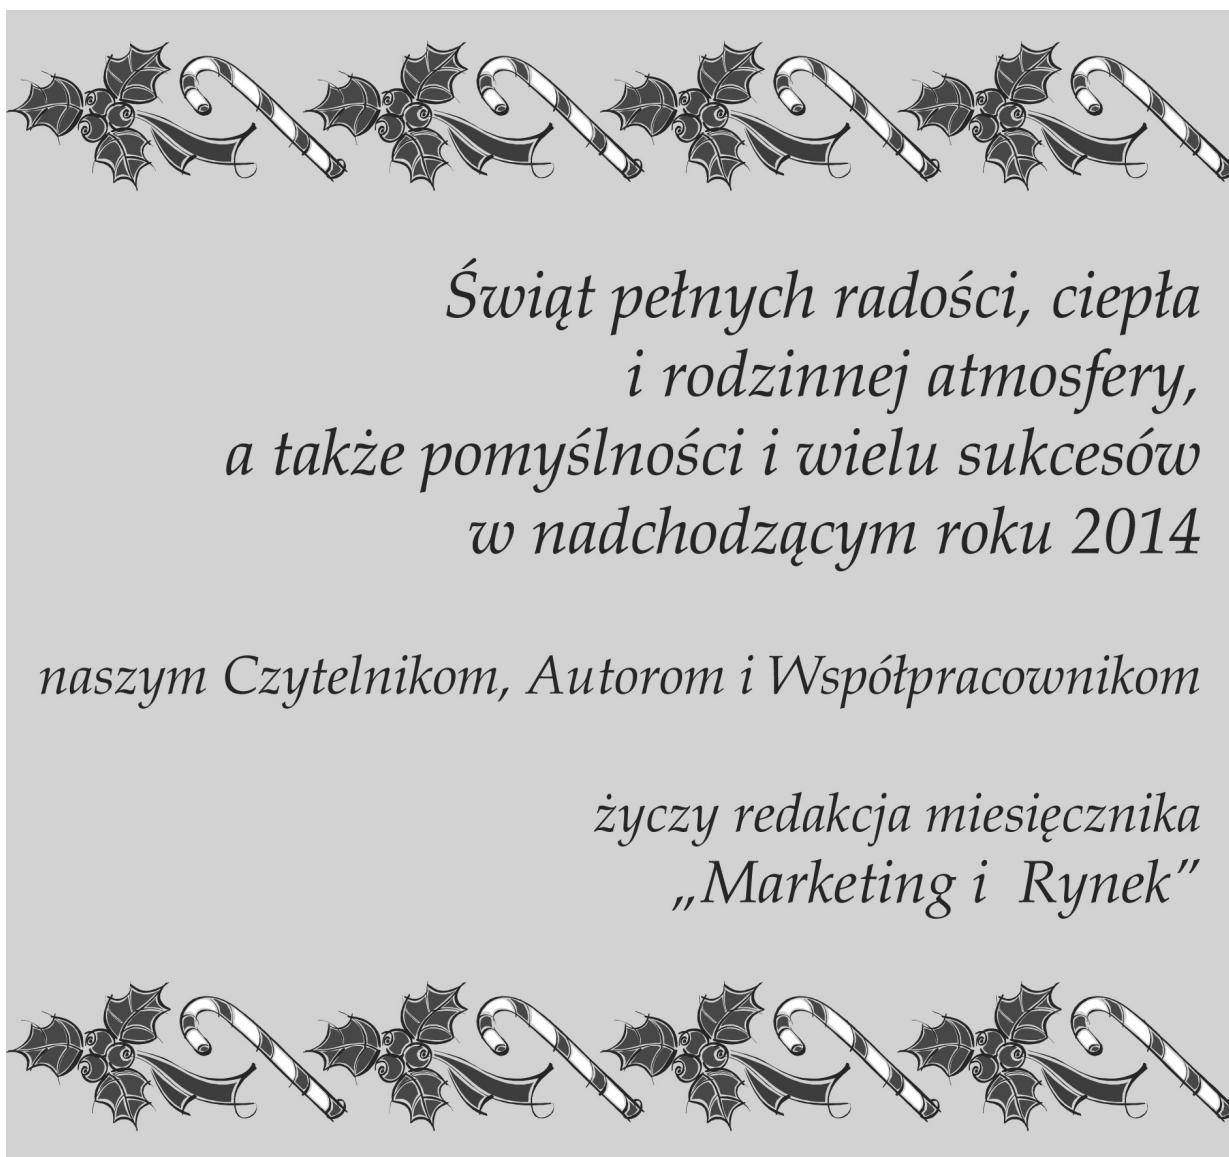 Świąt pełnych radości, ciepła
i rodzinnej atmosfery,
a także pomyślności i wielu sukcesów
w nadchodzącym roku 2014
naszym Czytelnikom, Autorom i Współpracownikom
życzy redakcja miesięcznika
„Marketing i  Rynek”